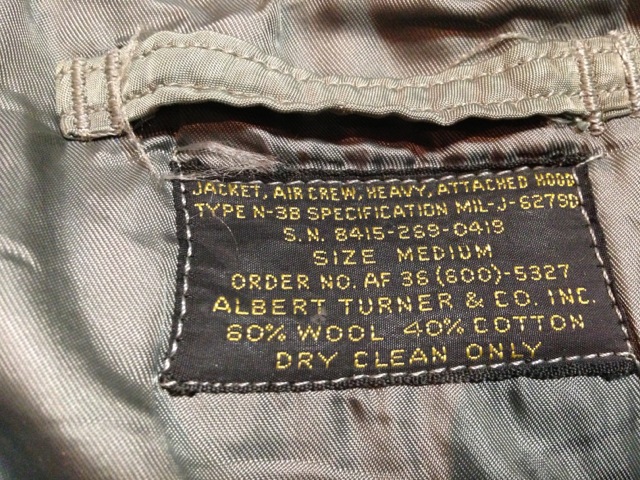 JACKET, AIR CREW, HEAVY, ATTACHED HOOD
TYPE N-3B SPECIFICATION MIL-J-6279D
S.N. 8415-269-0419
SIZE MEDIUM
ORDER NO. AF 36 (600)-5327
ALBERT TURNER & CO. INC.
60% WOOL 40% COTTON
DRY CLEAN ONLY